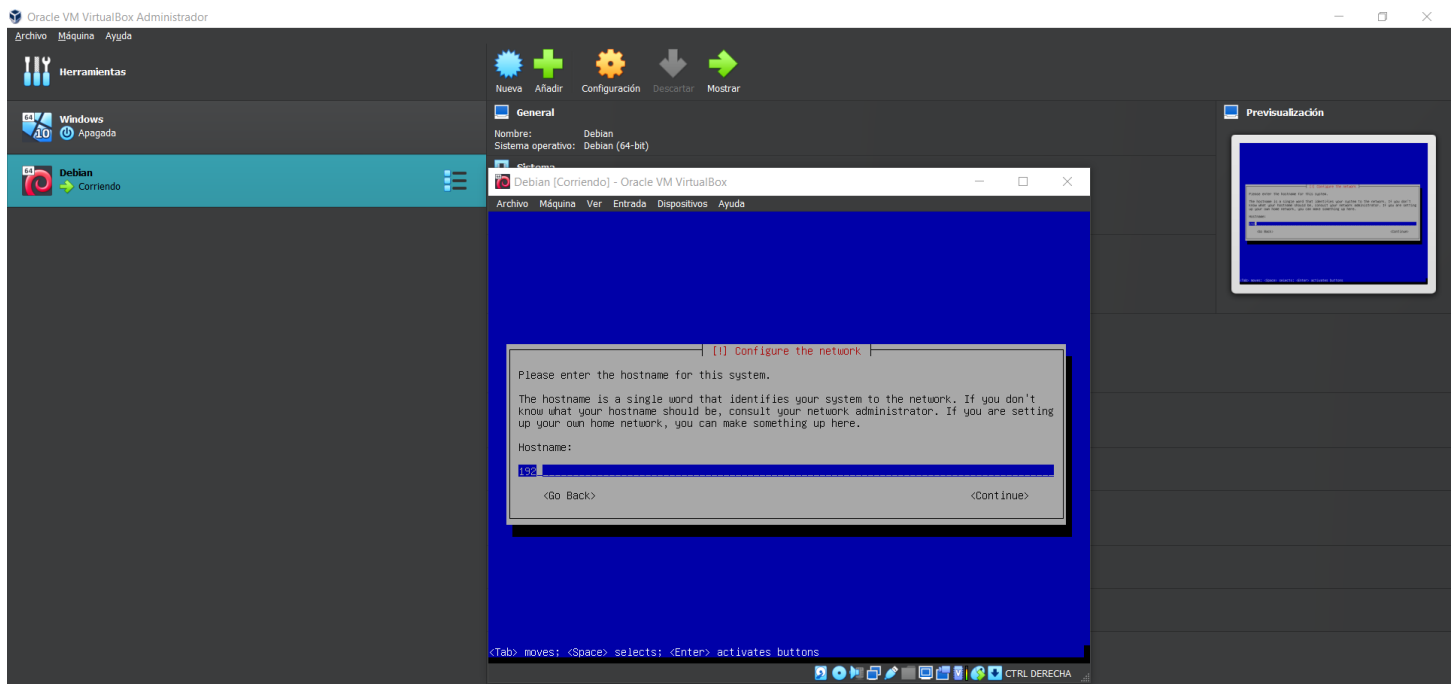 Oracle VM VirtualBox Administrador
Archivo Máquina Ayuda
Herramientas
Nueva Añadir Configuración Descartar Mostrar
64
10
Windows
Apagada
64
Debian
Corriendo
General
Nombre: Debian
Sistema operativo: Debian (64-bit)
Sistema
Previsualización
Debian [Corriendo] - Oracle VM VirtualBox
Archivo Máquina Ver Entrada Dispositivos Ayuda
[!] Configure the network
Please enter the hostname for this system.
The hostname is a single word that identifies your system to the network. If you don't
know what your hostname should be, consult your network administrator. If you are setting
up your own home network, you can make something up here.
Hostname:
192
<Go Back> <Continue>
<Tab> moves; <Space> selects; <Enter> activates buttons
CTRL DERECHA